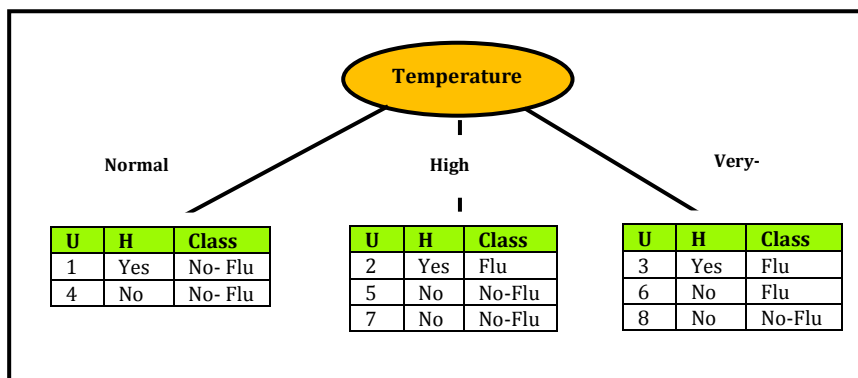 Temperature
Normal High Very-
U H Class
1 Yes No- Flu
4 No No- Flu
U H Class
2 Yes Flu
5 No No-Flu
7 No No-Flu
U H Class
3 Yes Flu
6 No Flu
8 No No-Flu